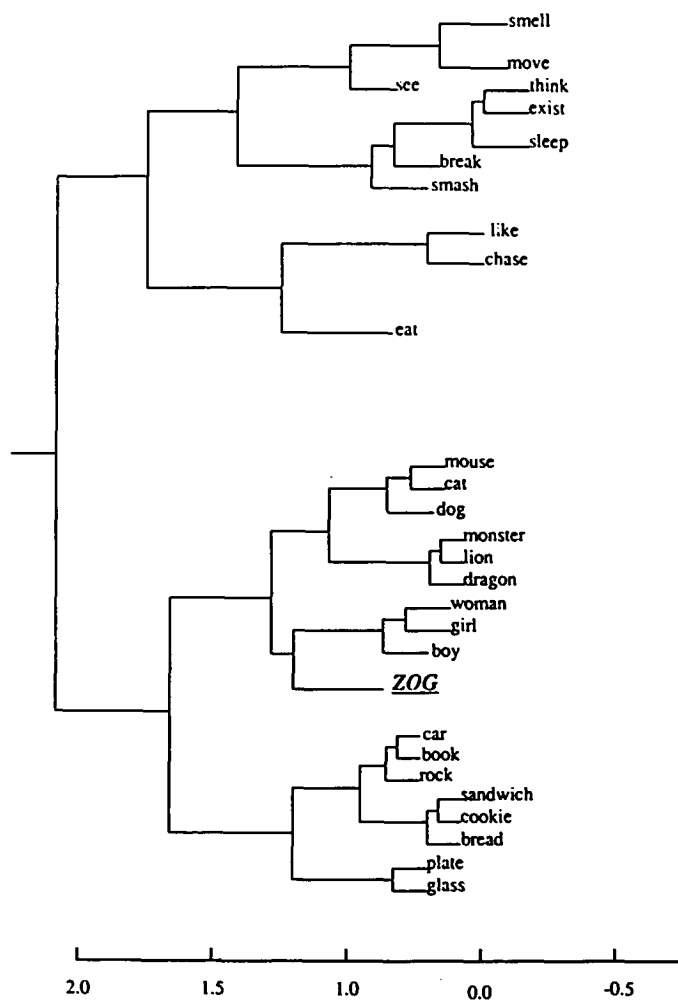 smell
move
see
think
exist
sleep
break
smash
like
chase
eat
mouse
cat
dog
monster
lion
dragon
woman
girl
boy
ZOG
car
book
rock
sandwich
cookie
bread
plate
glass
2.0 1.5 1.0 0.0 -0.5